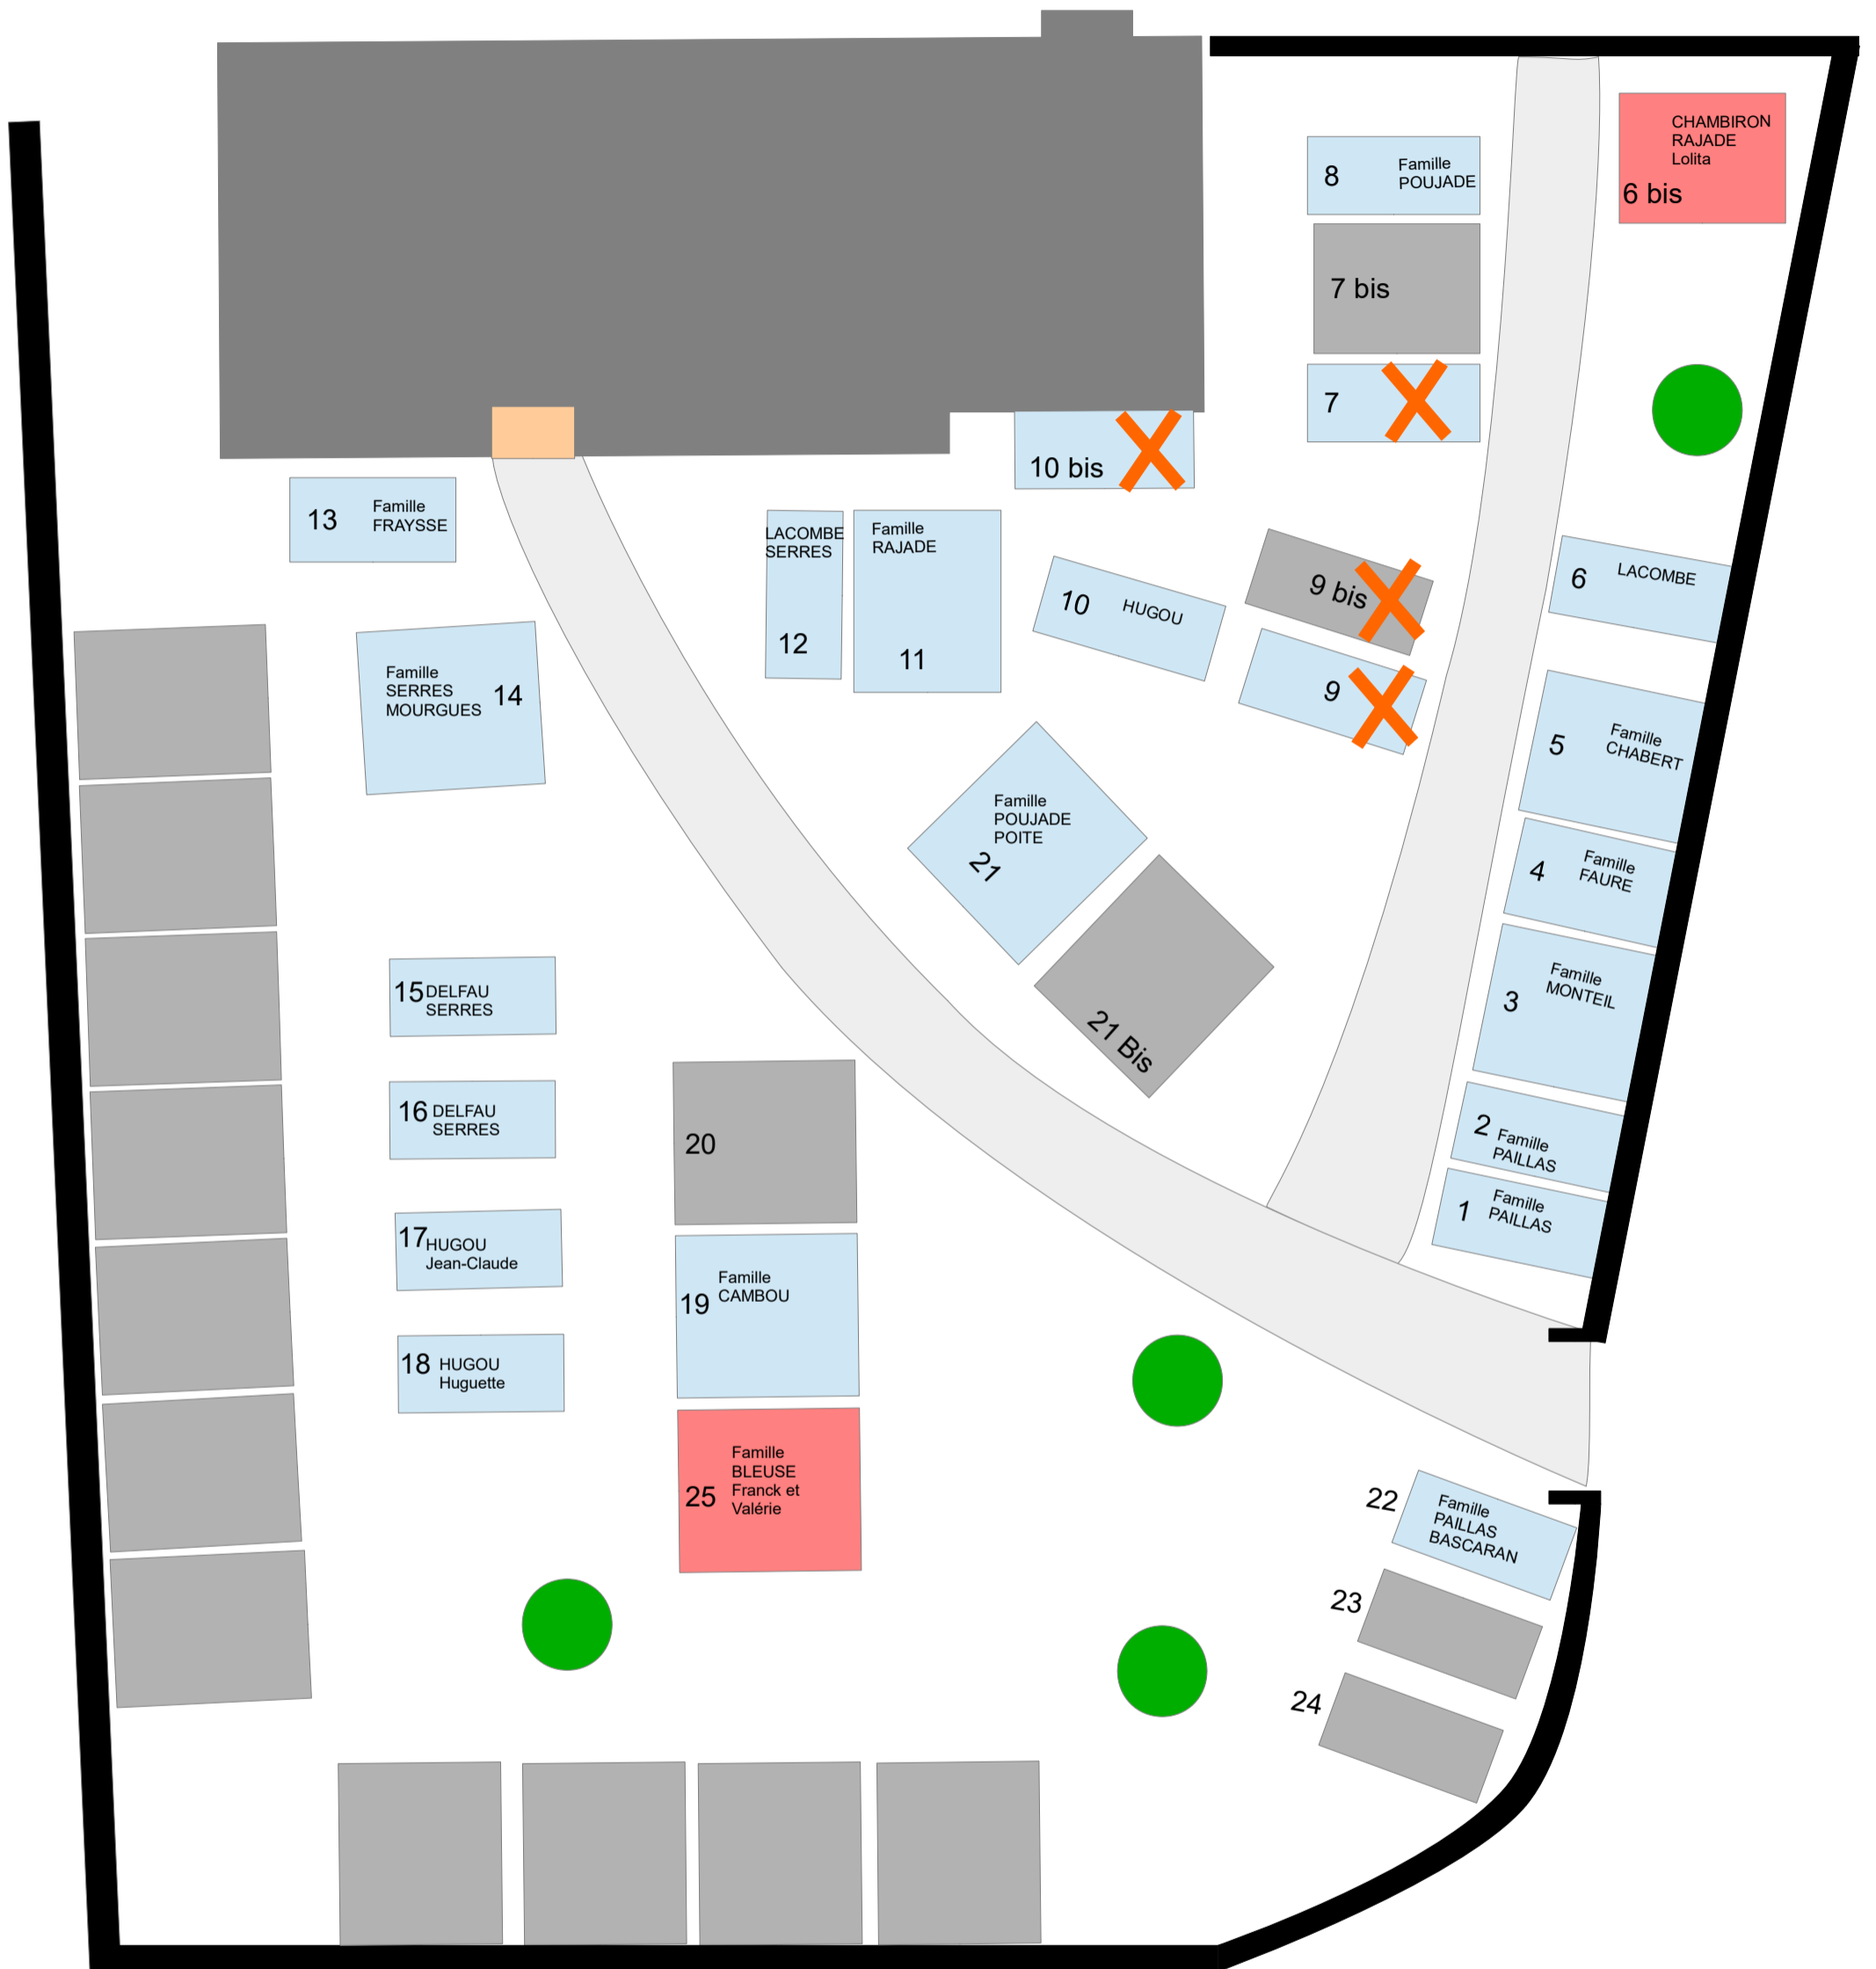 CHAMBIRON
RAJADE
Lolita
6 bis
8
Famille
POUJADE
7 bis
7
10 bis
13
Famille
FRAYSSE
LACOMBE
SERRES
12
Famille
RAJADE
11
10
HUGOU
9 bis
9
6
LACOMBE
Famille
SERRES
MOURGUES
14
5
Famille
CHABERT
Famille
POUJADE
POITE
21
4
Famille
FAURE
21 Bis
3
Famille
MONTEIL
15
DELFAU
SERRES
16
DELFAU
SERRES
20
2
Famille
PAILLAS
1
Famille
PAILLAS
17
HUGOU
Jean-Claude
19
Famille
CAMBOU
18
HUGOU
Huguette
25
Famille
BLEUSE
Franck et
Valérie
22
Famille
PAILLAS
BASCARAN
23
24